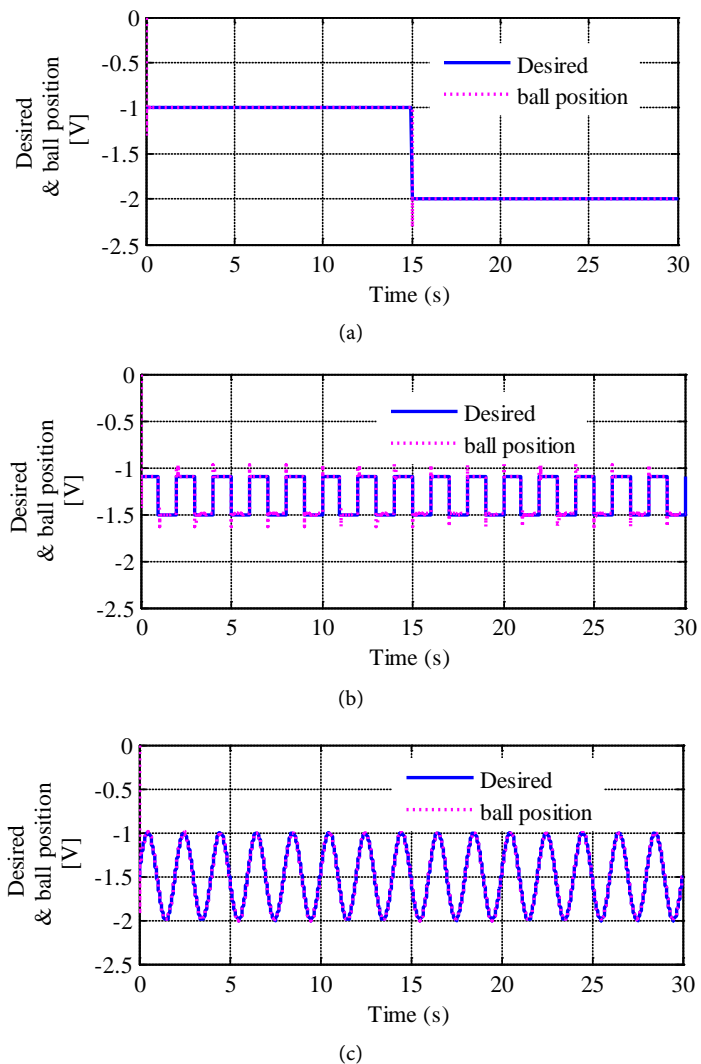 0
-0.5
-1
-1.5
-2
-2.5
Desired
& ball position
[V]
Desired
ball position
0
5
10
15
20
25
30
Time (s)
(a)
0
-0.5
-1
-1.5
-2
-2.5
Desired
& ball position
[V]
Desired
ball position
0
5
10
15
20
25
30
Time (s)
(b)
0
-0.5
-1
-1.5
-2
-2.5
Desired
& ball position
[V]
Desired
ball position
0
5
10
15
20
25
30
Time (s)
(c)